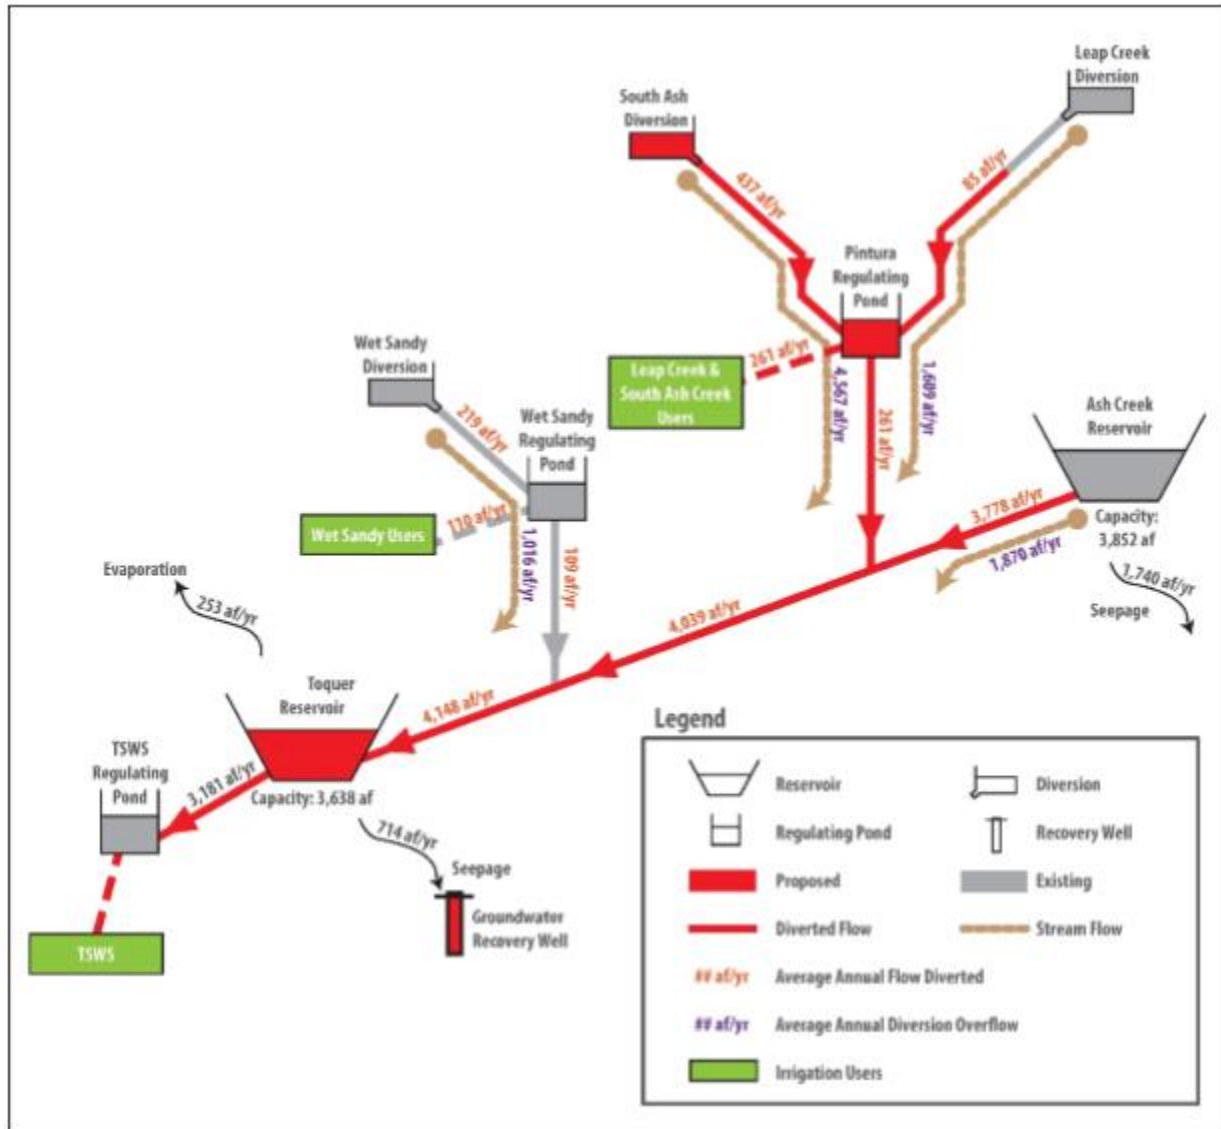 Leap Creek
Diversion
South Ash
Diversion
437 af/yr
85 af/yr
Pintura
Regulating
Pond
Wet Sandy
Diversion
261 af/yr
Leap Creek &
South Ash Creek
Users
4,567 af/yr
261 af/yr
1,609 af/yr
Ash Creek
Reservoir
219 af/yr
Wet Sandy
Regulating
Pond
3,778 af/yr
Capacity:
3,852 af
110 af/yr
Wet Sandy Users
1,016 af/yr
109 af/yr
1,870 af/yr
1,740 af/yr
Seepage
Evaporation
253 af/yr
4,039 af/yr
Toquer
Reservoir
4,148 af/yr
TSWS
Regulating
Pond
3,181 af/yr
Capacity: 3,638 af
714 af/yr
Seepage
Groundwater
Recovery Well
TSWS
Legend
Reservoir
Diversion
Regulating Pond
Recovery Well
Proposed
Existing
Diverted Flow
Stream Flow
## af/yr Average Annual Flow Diverted
## af/yr Average Annual Diversion Overflow
Irrigation Users